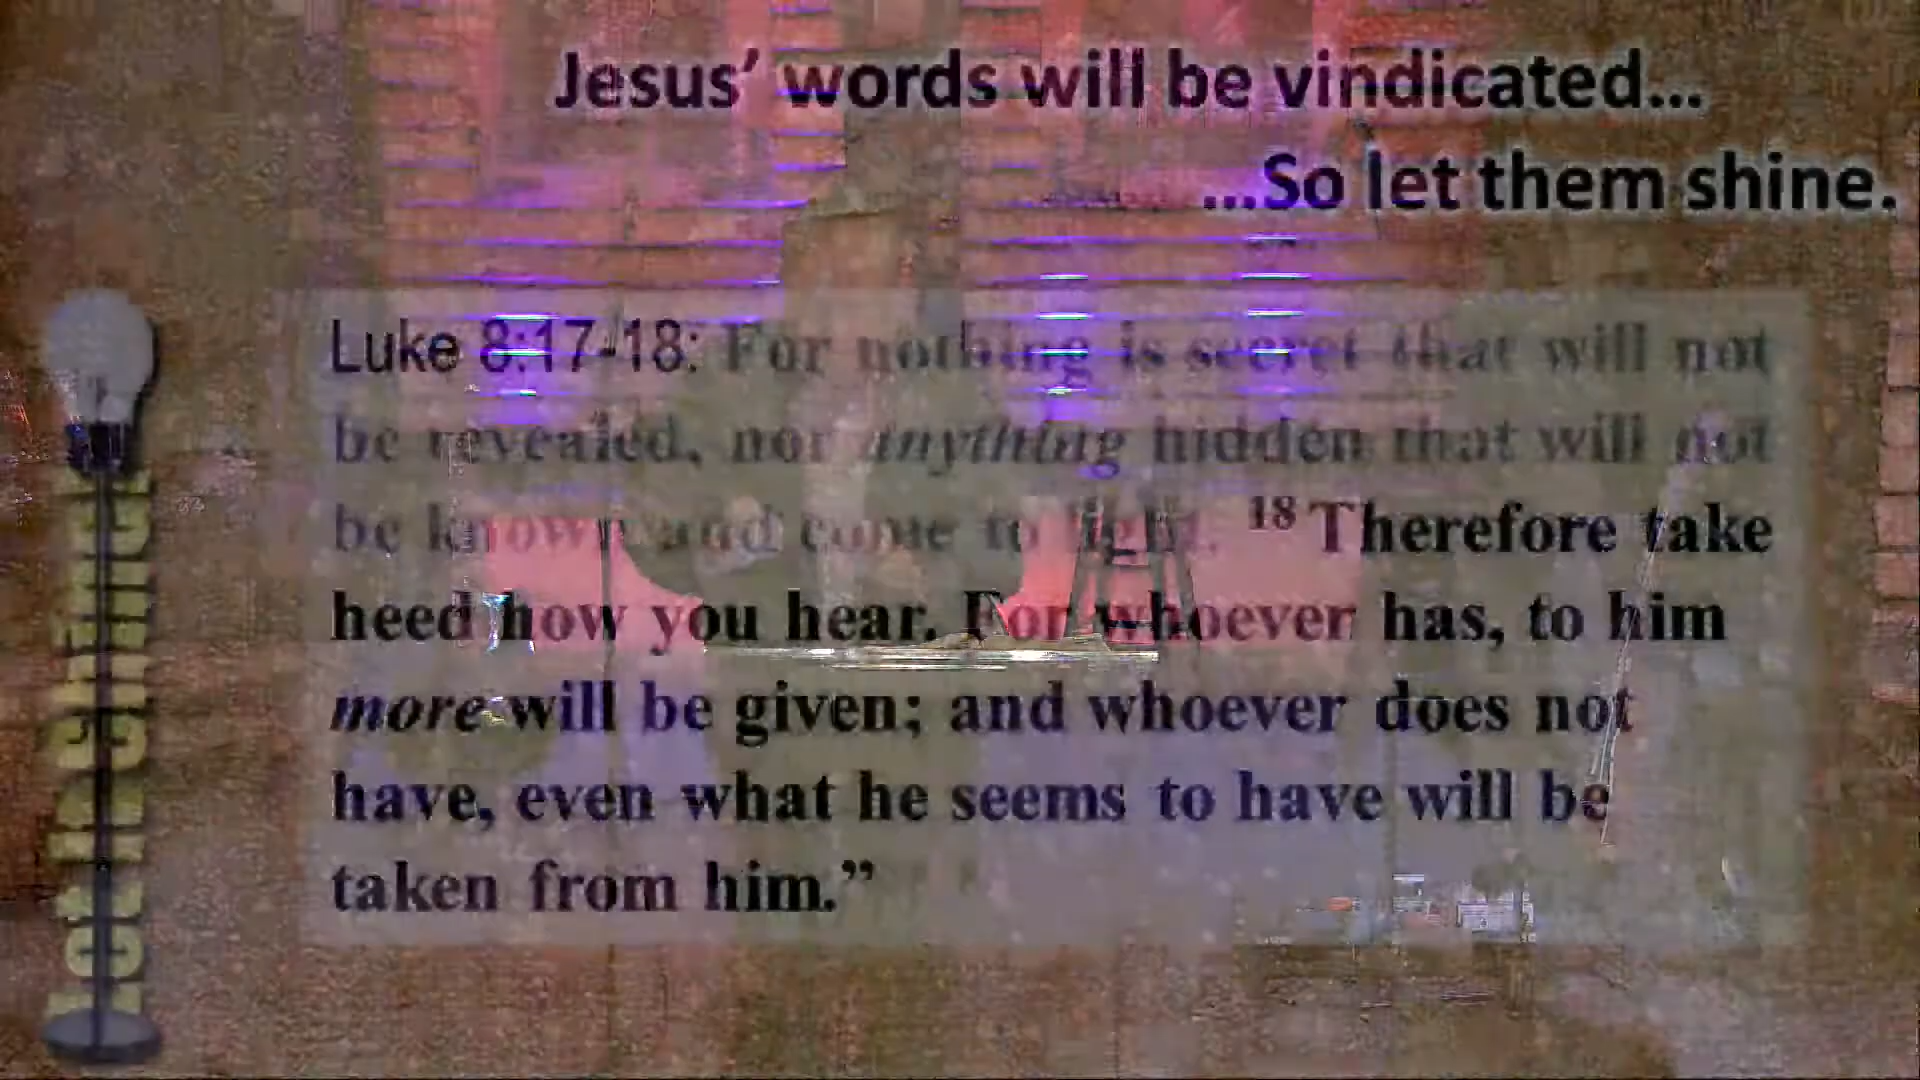 Jesus’ words will be vindicated...
...So let them shine.
Luke 8:17-18: For nothing is secret that will not
be revealed, nor anything hidden that will not
be known and come to light. 18 Therefore take
heed how you hear. For whoever has, to him
more will be given; and whoever does not
have, even what he seems to have will be
taken from him.”